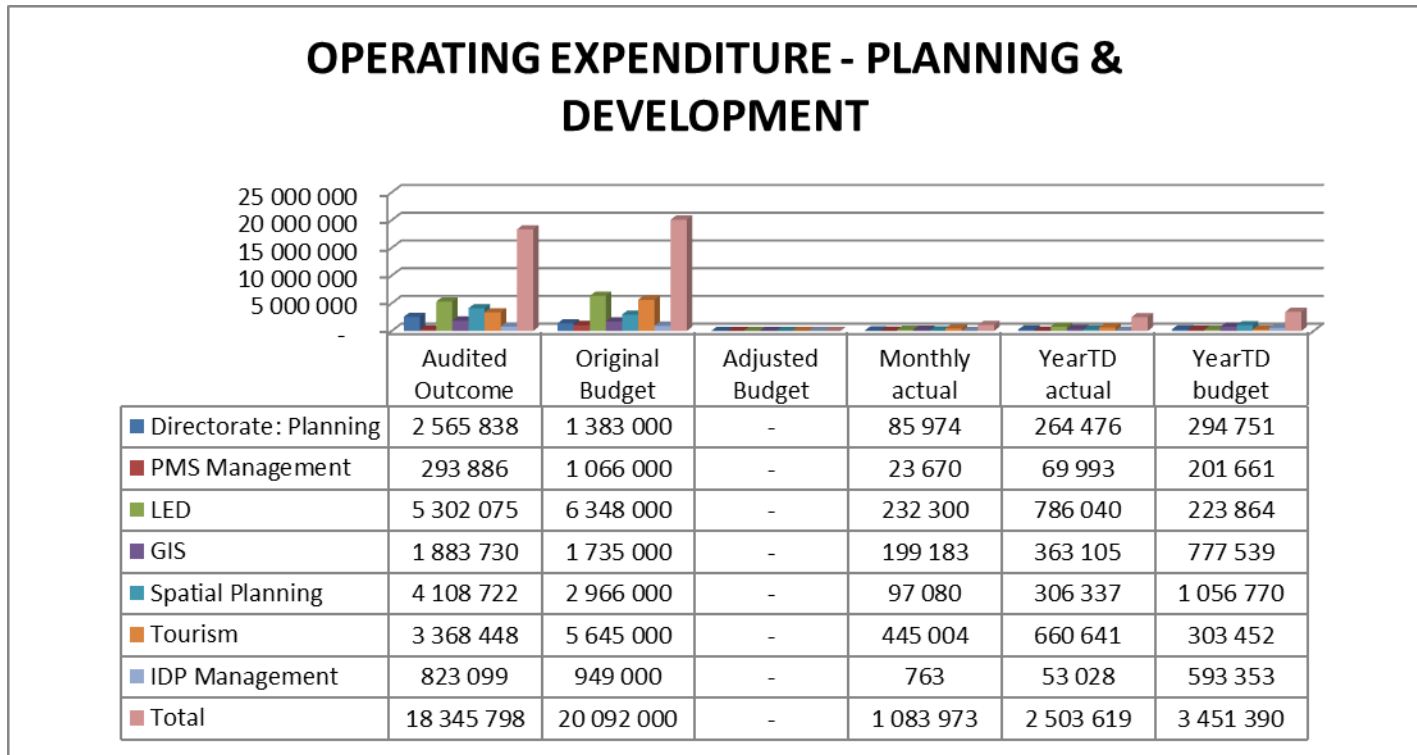 OPERATING EXPENDITURE - PLANNING &
DEVELOPMENT
25 000 000
20 000 000
15 000 000
10 000 000
5 000 000
-
Audited Outcome Original Budget Adjusted Budget Monthly actual YearTD actual YearTD budget
Directorate: Planning 2 565 838 1 383 000 - 85 974 264 476 294 751
PMS Management 293 886 1 066 000 - 23 670 69 993 201 661
LED 5 302 075 6 348 000 - 232 300 786 040 223 864
GIS 1 883 730 1 735 000 - 199 183 363 105 777 539
Spatial Planning 4 108 722 2 966 000 - 97 080 306 337 1 056 770
Tourism 3 368 448 5 645 000 - 445 004 660 641 303 452
IDP Management 823 099 949 000 - 763 53 028 593 353
Total 18 345 798 20 092 000 - 1 083 973 2 503 619 3 451 390